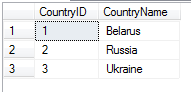 CountryID CountryName
1 1 Belarus
2 2 Russia
3 3 Ukraine